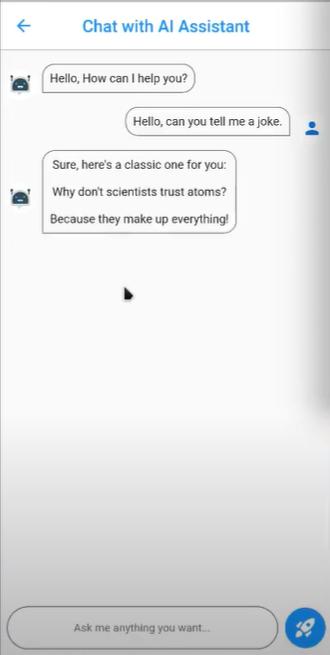 Chat with AI Assistant
Hello, How can I help you?
Hello, can you tell me a joke.
Sure, here's a classic one for you:
Why don't scientists trust atoms?
Because they make up everything!
Ask me anything you want...